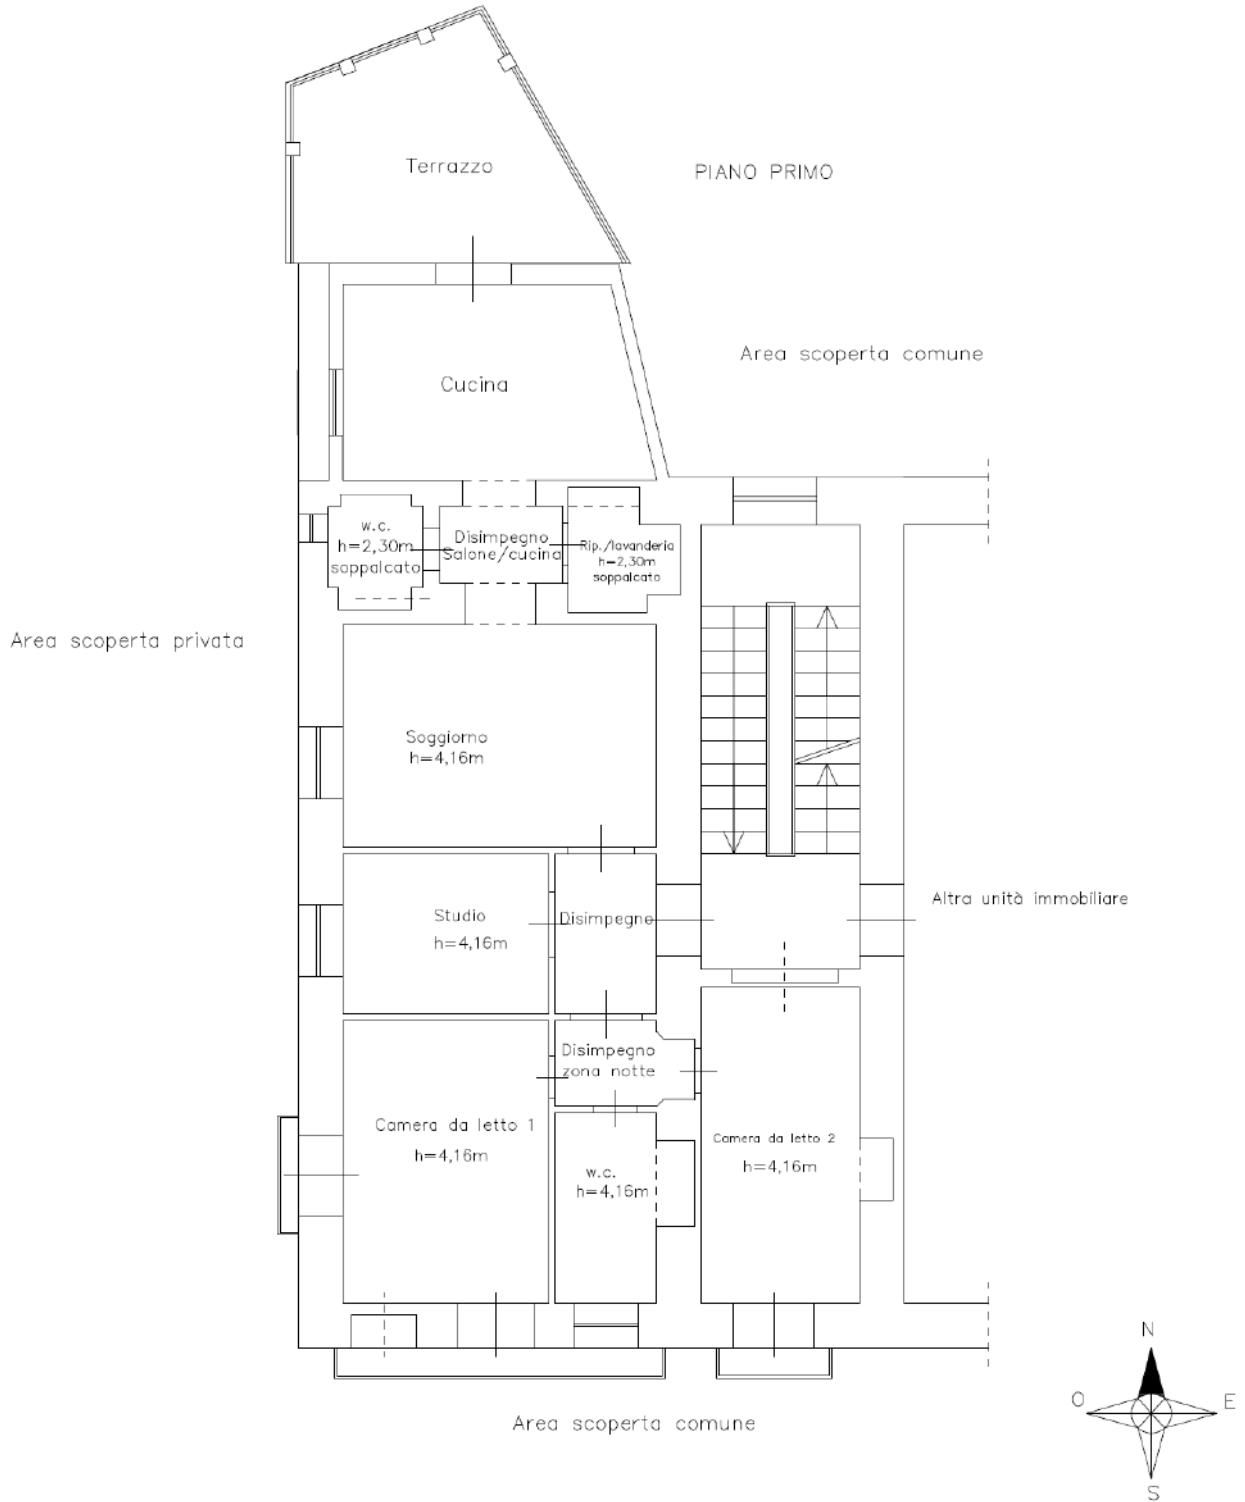 Terrazzo
PIANO PRIMO
Area scoperta comune
Cucina
w.c.
h=2,30m
soppalcato
Disimpegno
Salone/cucina
Rip./lavanderia
h=2,30m
soppalcato
Area scoperta privata
Soggiorno
h=4,16m
Studio
h=4,16m
Disimpegno
Altra unità immobiliare
Disimpegno
zona notte
Camera da letto 1
h=4,16m
w.c.
h=4,16m
Camera da letto 2
h=4,16m
Area scoperta comune
N
O
E
S